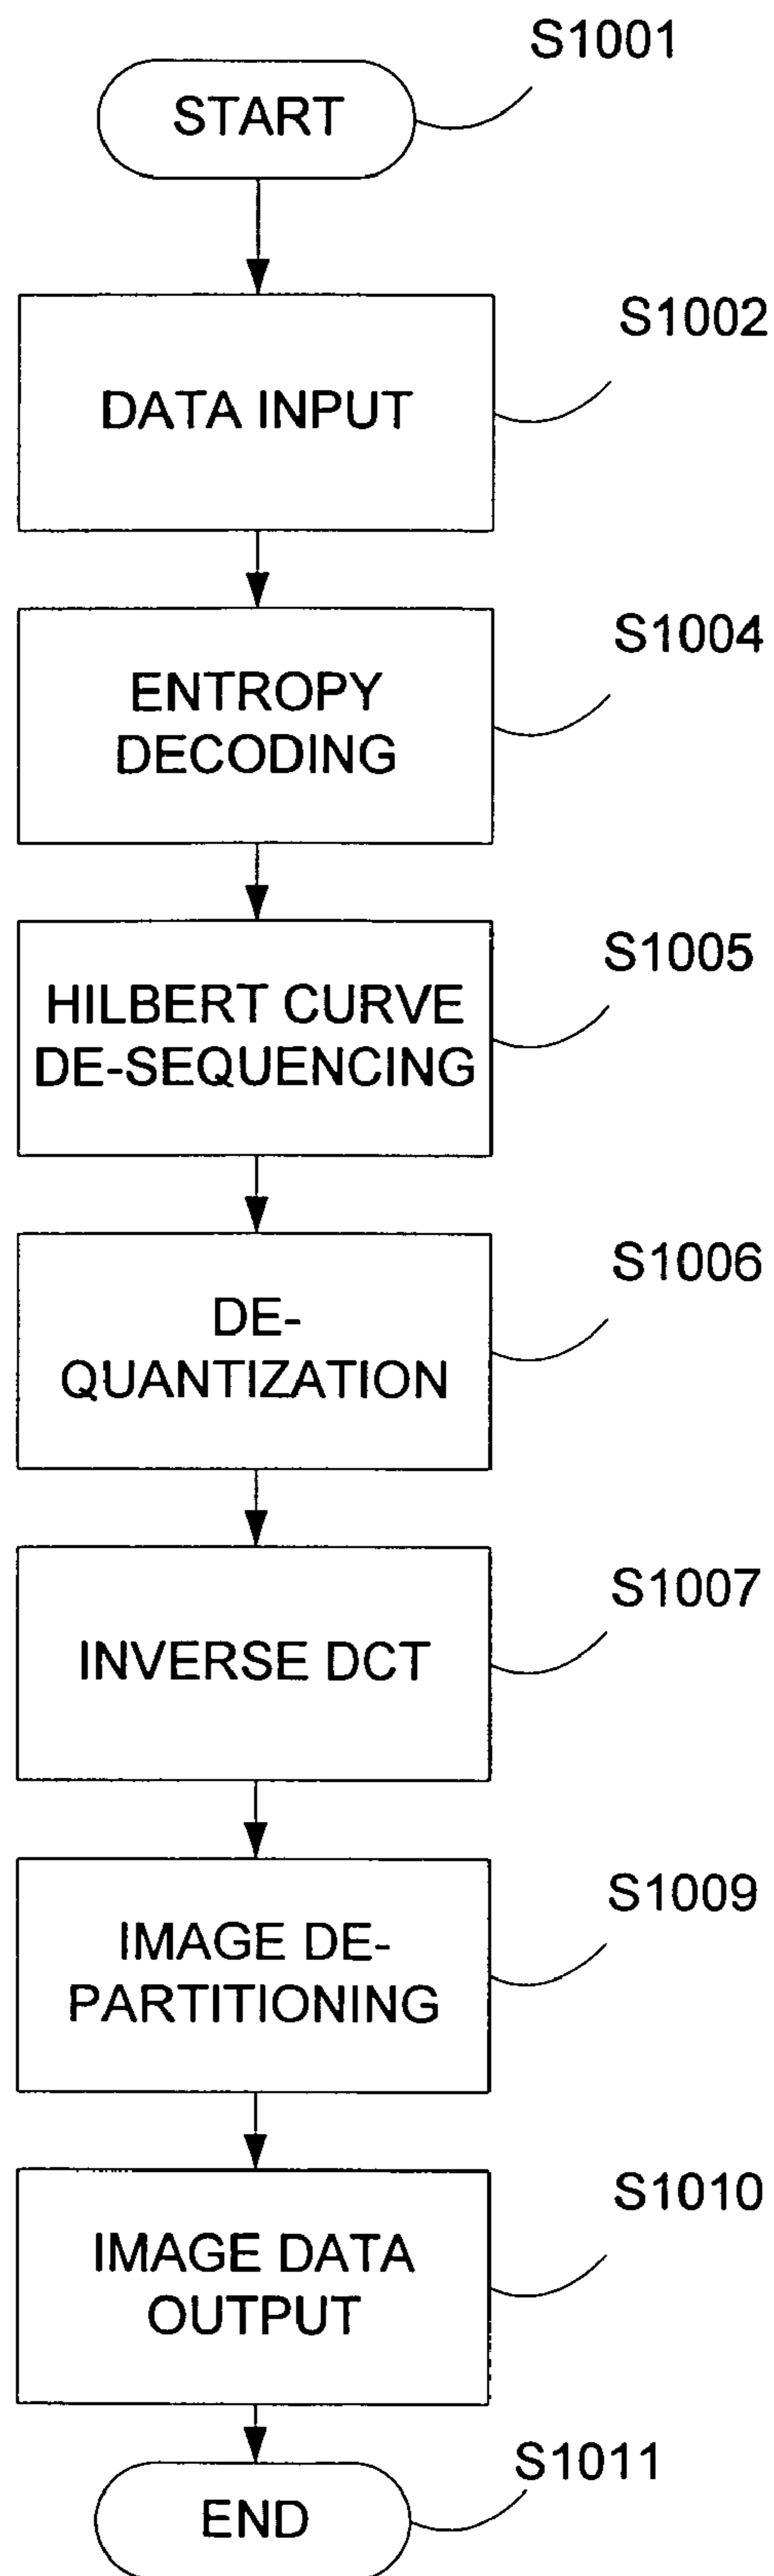 S1001
START
S1002
DATA INPUT
S1004
ENTROPY
DECODING
S1005
HILBERT CURVE
DE-SEQUENCING
S1006
DE-
QUANTIZATION
S1007
INVERSE DCT
S1009
IMAGE DE-
PARTITIONING
S1010
IMAGE DATA
OUTPUT
S1011
END